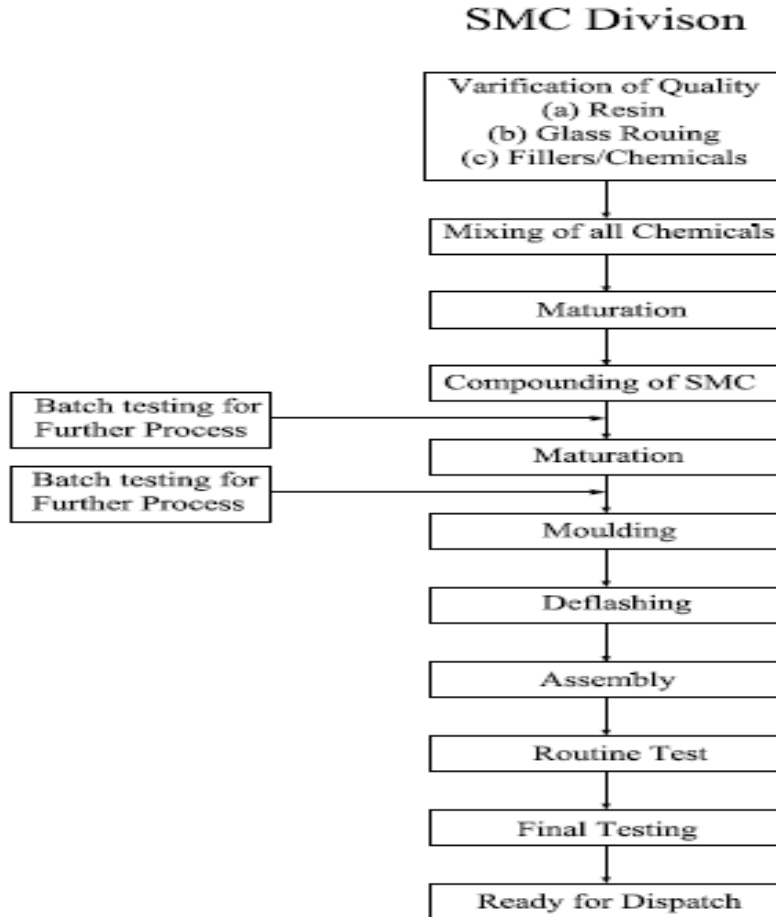 SMC Divison
Varification of Quality
(a) Resin
(b) Glass Rouing
(c) Fillers/Chemicals
Mixing of all Chemicals
Maturation
Compounding of SMC
Batch testing for
Further Process
Maturation
Batch testing for
Further Process
Moulding
Deflashing
Assembly
Routine Test
Final Testing
Ready for Dispatch